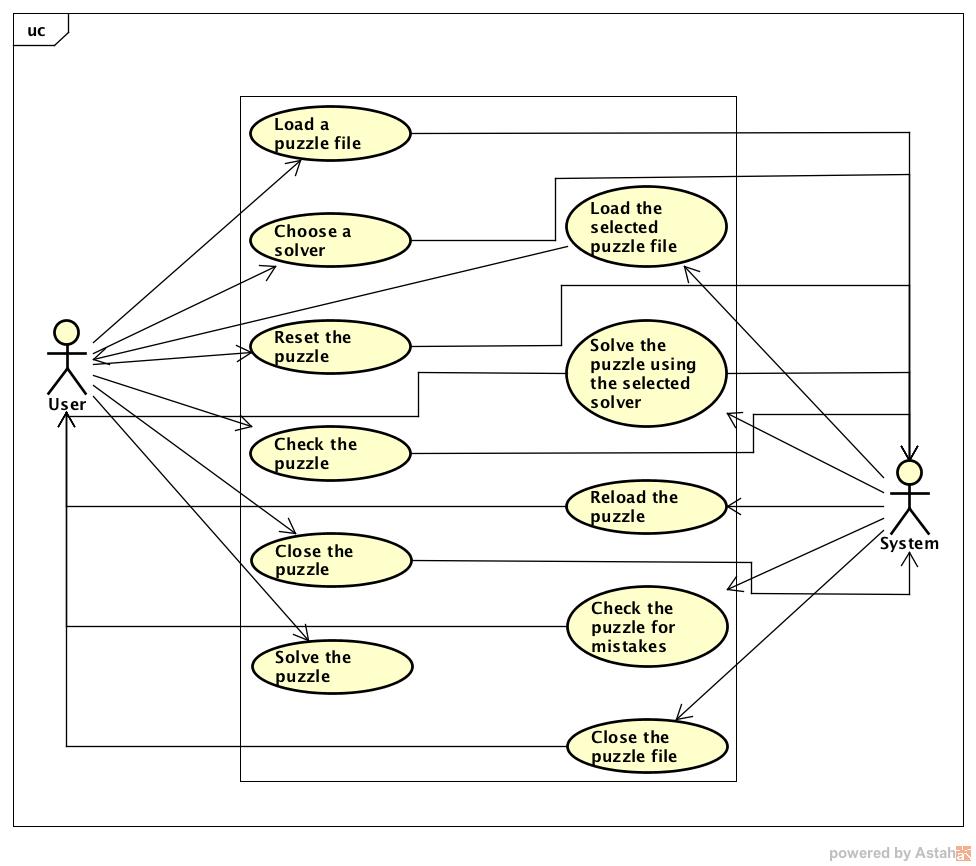 uc
Load a
puzzle file
Choose a
solver
Load the
selected
puzzle file
Reset the
puzzle
Solve the
puzzle using
the selected
solver
User
Check the
puzzle
Reload the
puzzle
System
Close the
puzzle
Check the
puzzle for
mistakes
Solve the
puzzle
Close the
puzzle file
powered by Astah